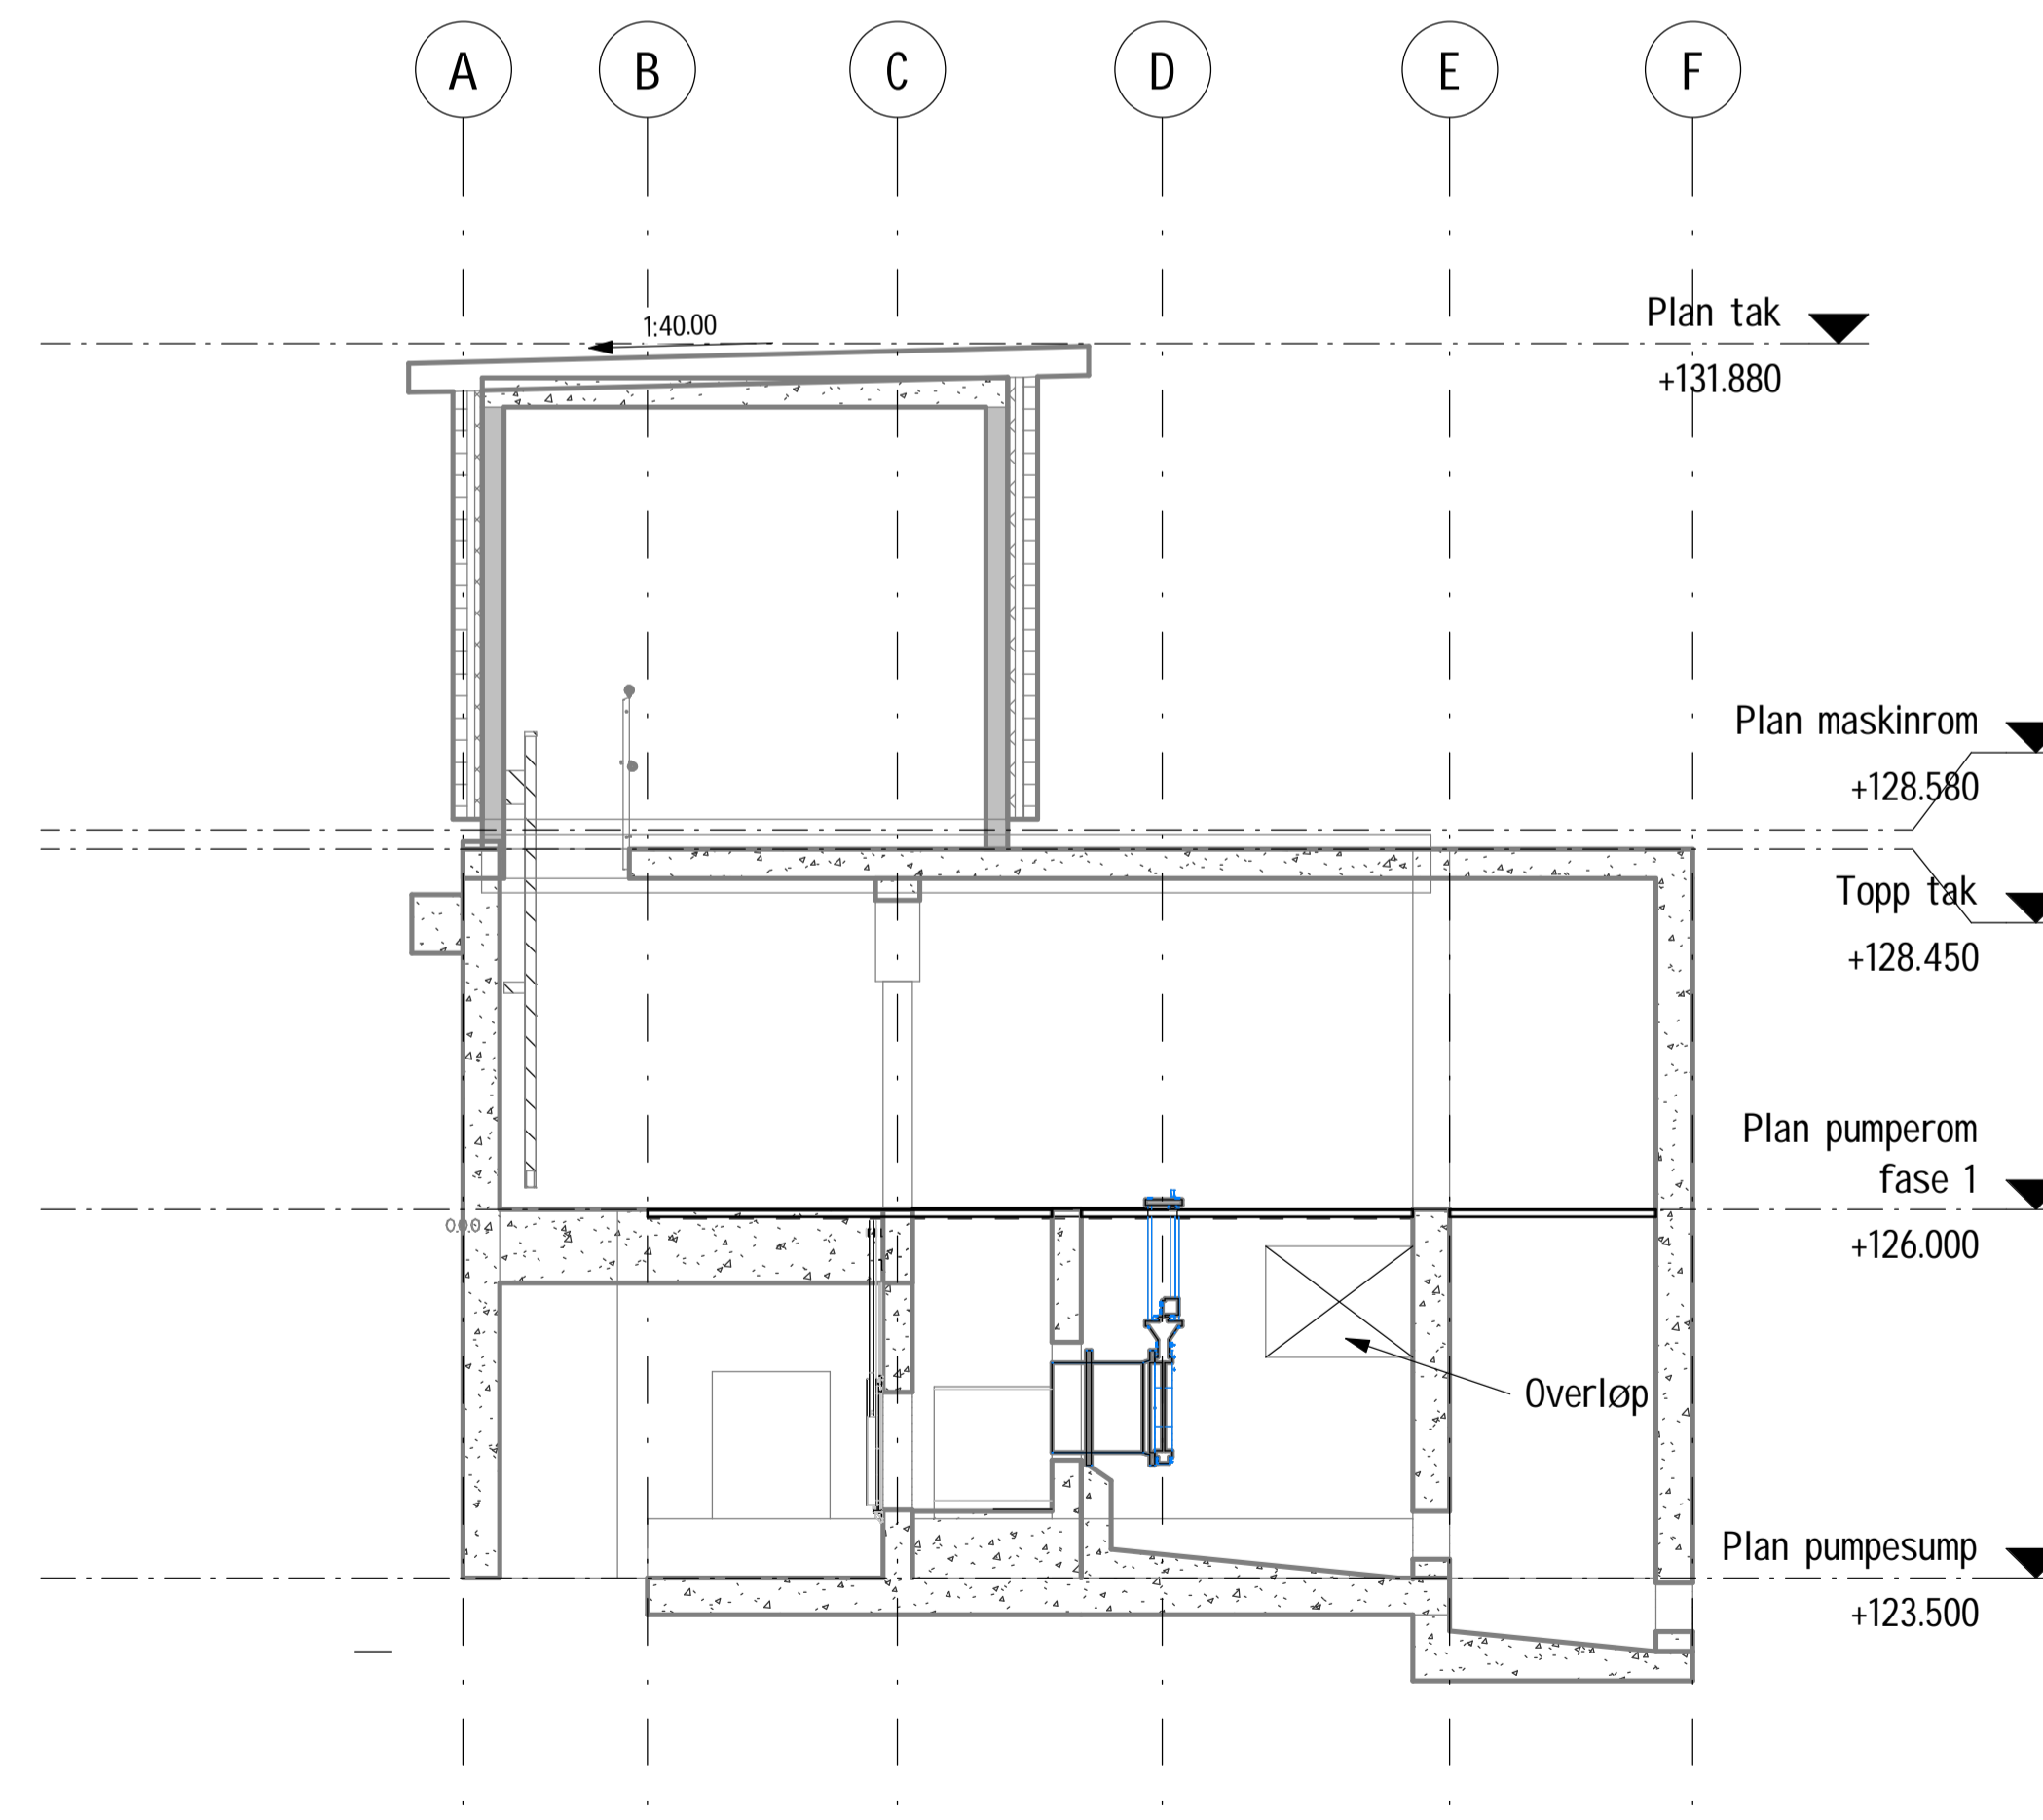 A B C D E F
1:40.00
Plan tak
+131.880
Plan maskinrom
+128.580
Topp tak
+128.450
Plan pumperom
fase 1
+126.000
000
Overløp
Plan pumpesump
+123.500